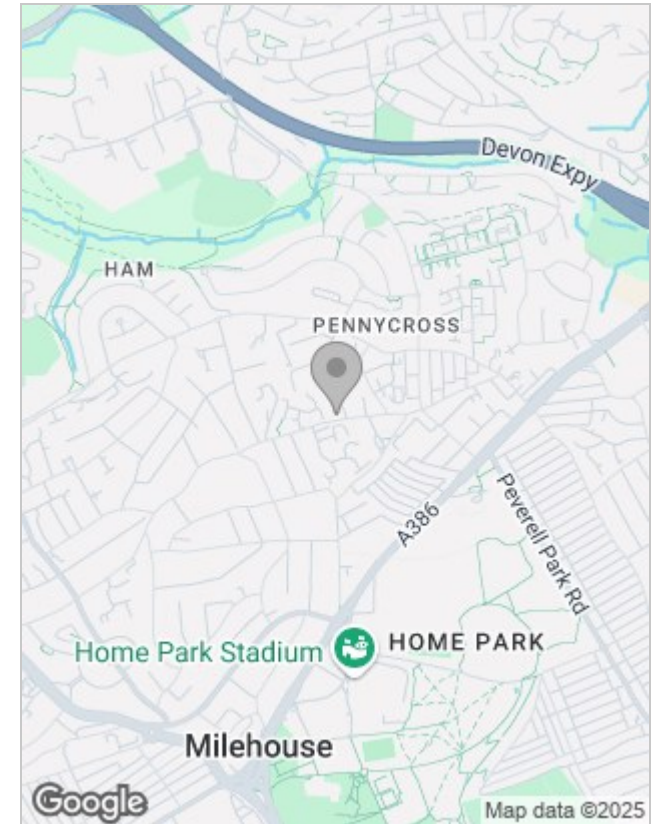 Devon Expy
HAM
PENNYCROSS
A386
Peverell Park Rd
Home Park Stadium
HOME PARK
Milehouse
Google
Map data ©2025